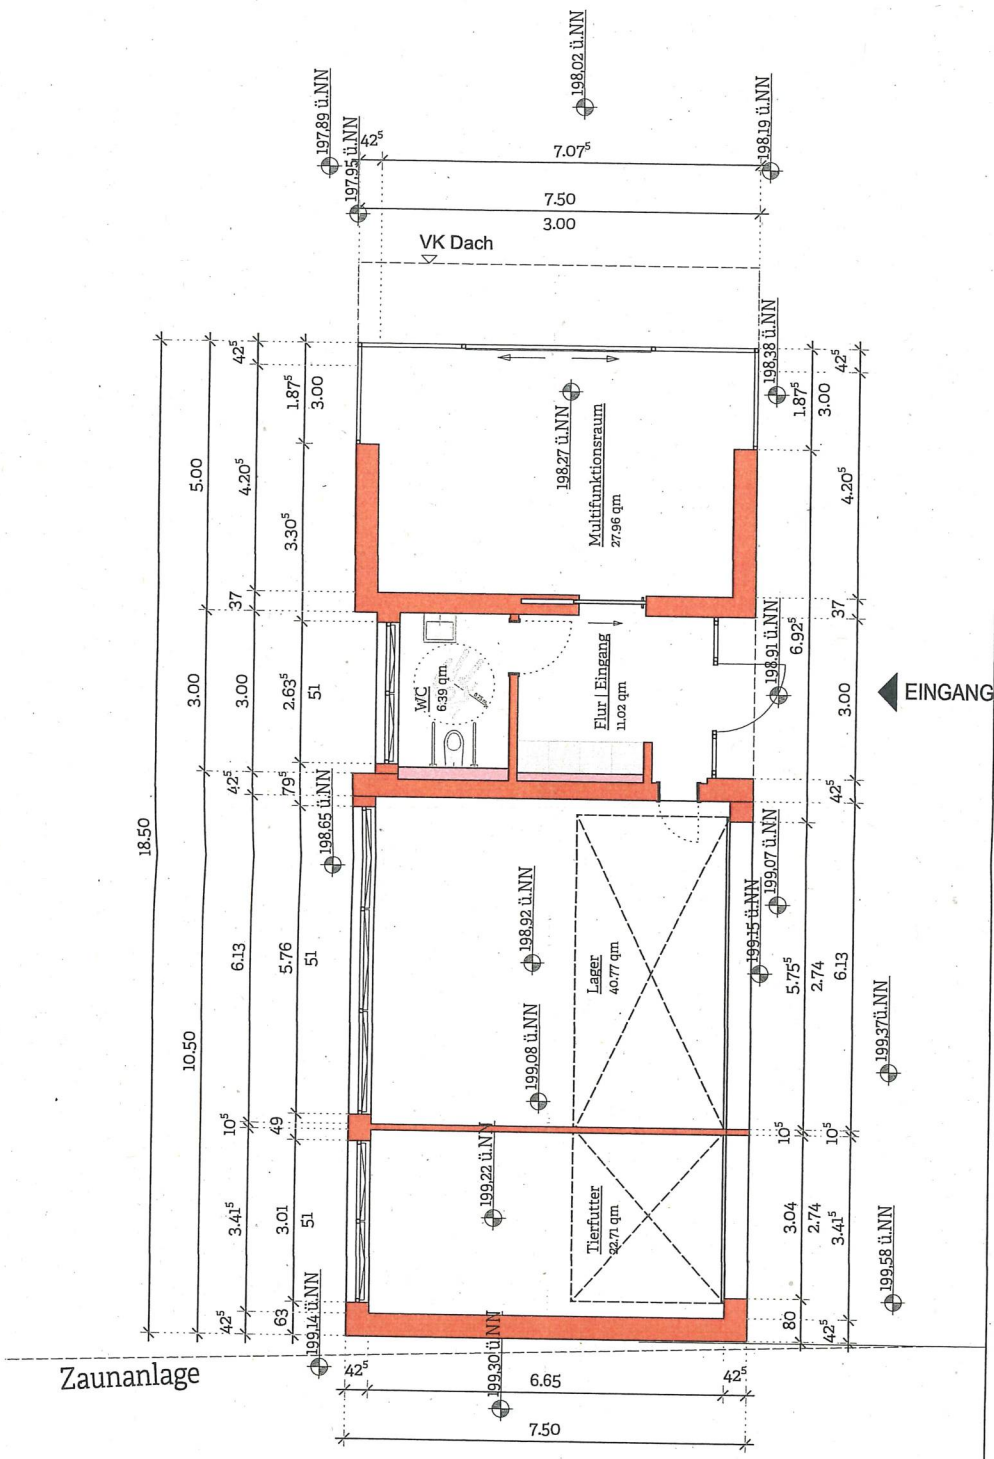 198,02 ü.NN
197,89 ü.NN
197,95 ü.NN
198,19 ü.NN
42⁵
7.07⁵
7.50
3.00
VK Dach
198,38 ü.NN
42⁵
1.87⁵
3.00
1.87⁵
3.00
42⁵
198,27 ü.NN
Multifunktionsraum
27.96 qm
5.00
4.20⁵
3.30⁵
4.20⁵
37
37
198,91 ü.NN
6.92⁵
Flur | Eingang
11.02 qm
WC
6.39 qm
3.00
3.00
2.63⁵
51
3.00
EINGANG
42⁵
79⁵
42⁵
198,65 ü.NN
18.50
199,07 ü.NN
199,15 ü.NN
198,92 ü.NN
Lager
40.77 qm
6.13
5.76
51
5.75⁵
2.74
6.13
199,08 ü.NN
199,37ü.NN
10.50
10⁵
49
10⁵
10⁵
199,22 ü.NN
Tierfutter
22.71 qm
3.41⁵
3.01
51
3.04
2.74
3.41⁵
199,58 ü.NN
42⁵
63
199,14 ü.NN
80
42⁵
199,30 ü.NN
Zaunanlage
42⁵
6.65
42⁵
7.50